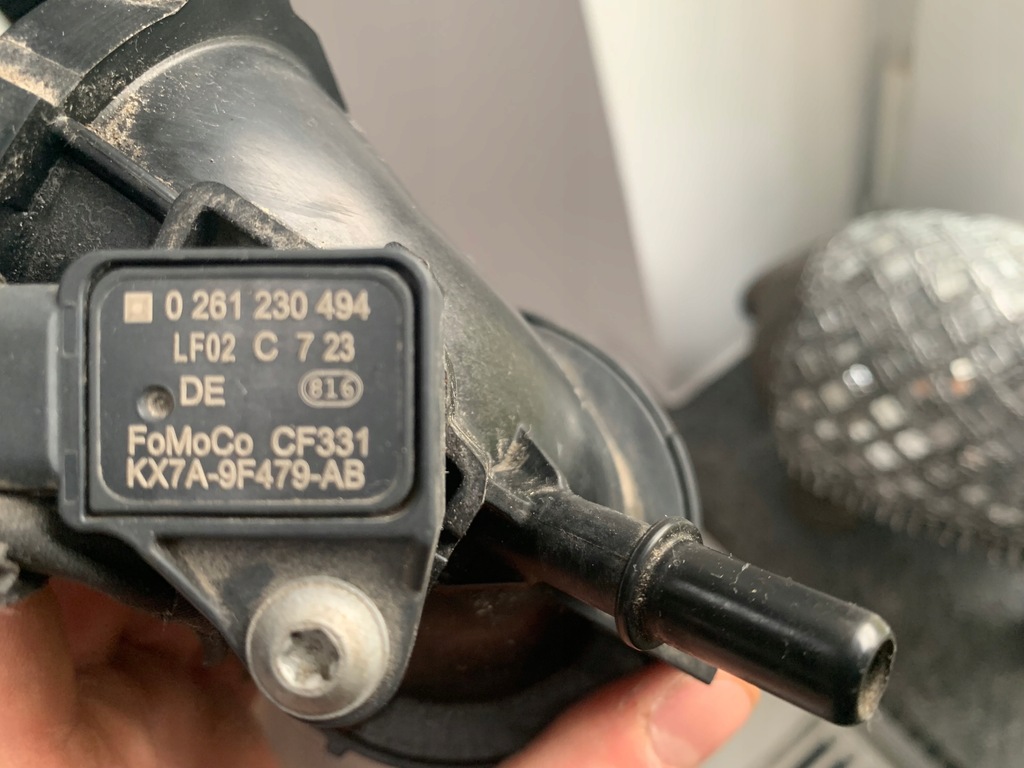 0 261 230 494
LF02 C 7 23
DE 816
FoMoCo CF331
KX7A-9F479-AB